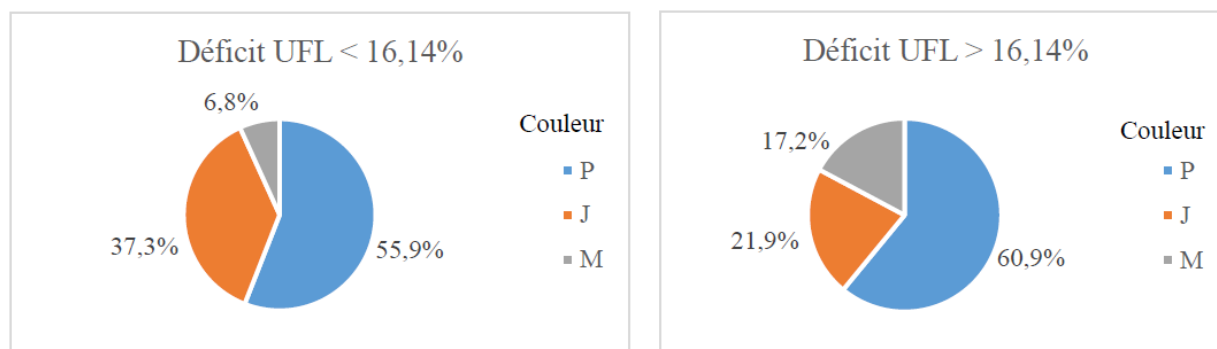 Déficit UFL < 16,14%
6,8%
37,3%
55,9%
Couleur
P
J
M
Déficit UFL > 16,14%
17,2%
21,9%
60,9%
Couleur
P
J
M